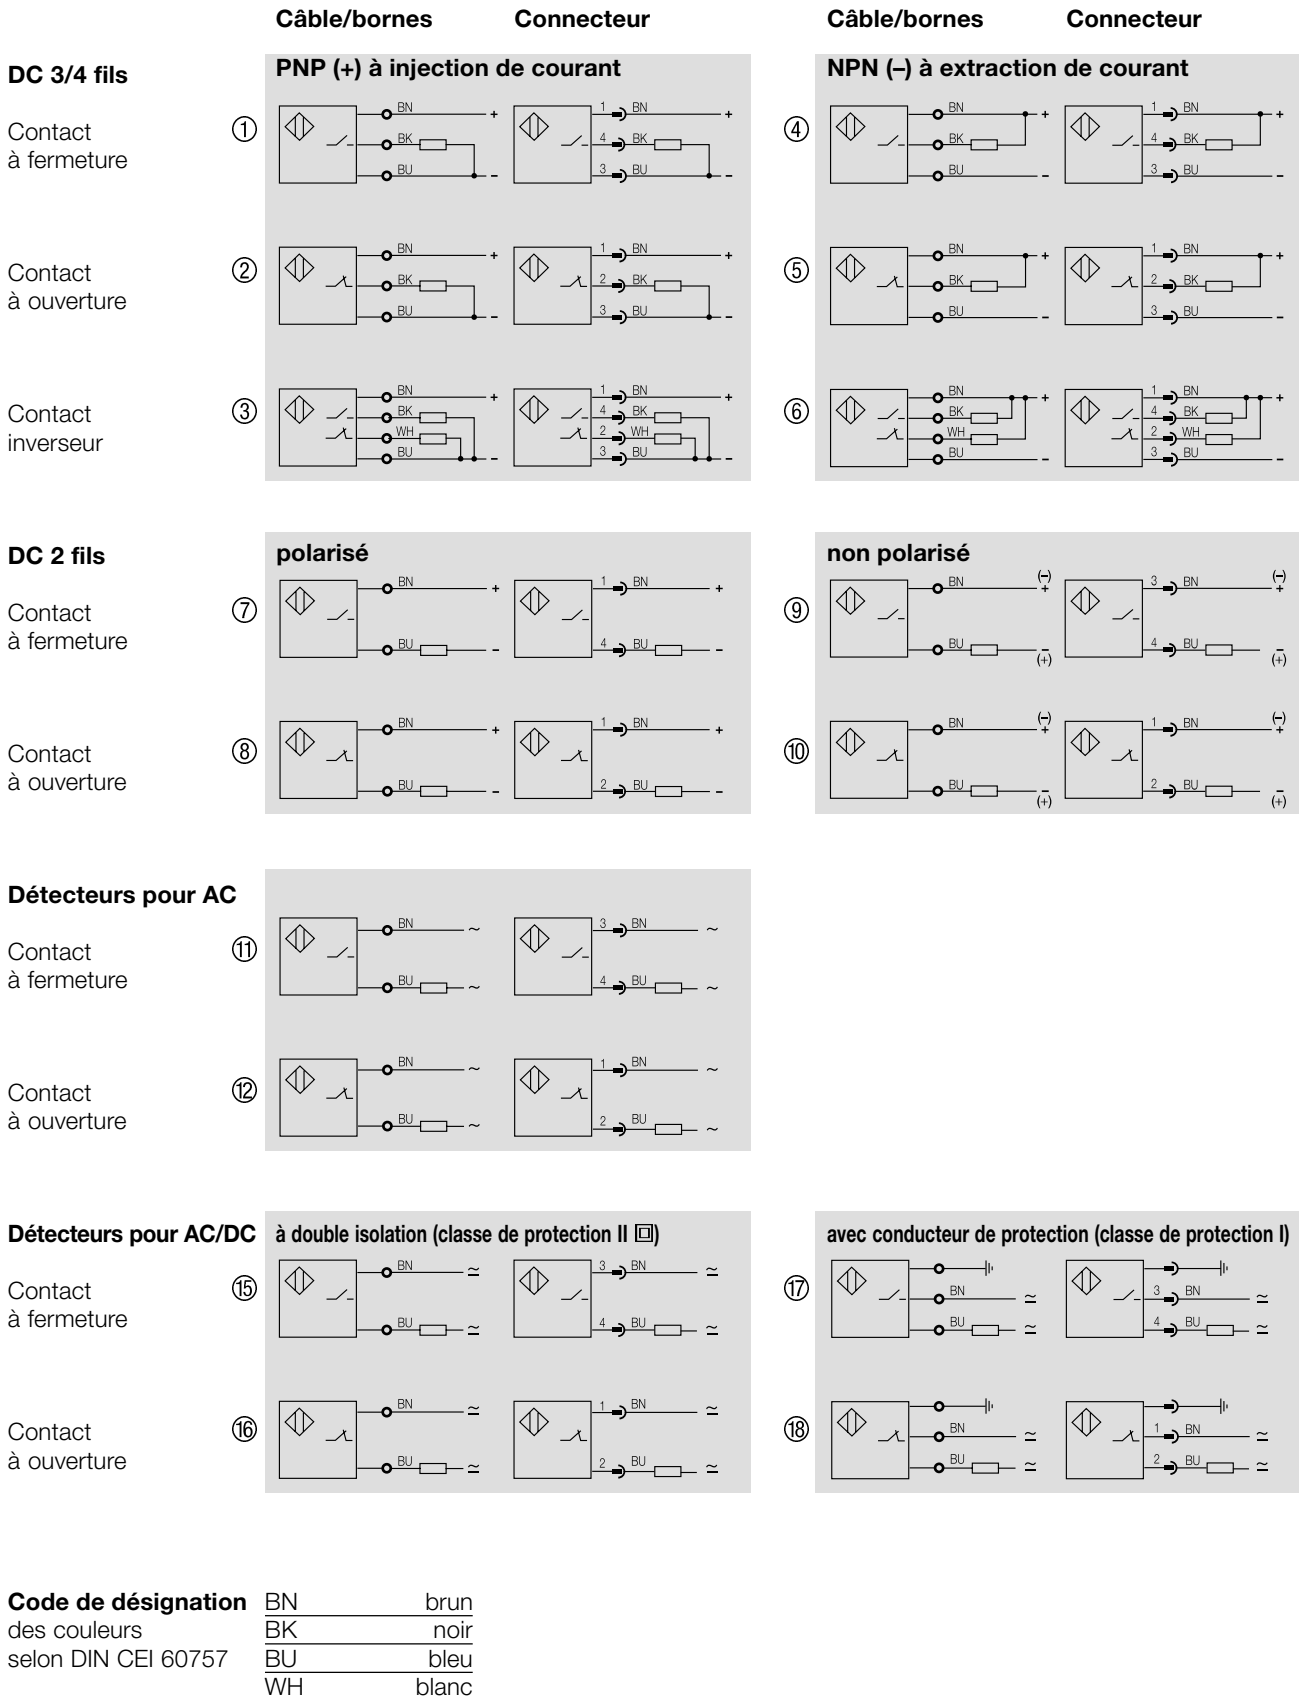 Câble/bornes Connecteur Câble/bornes Connecteur
DC 3/4 fils
PNP (+) à injection de courant
NPN (–) à extraction de courant
Contact
à fermeture
① BN + BK BU - 1 BN + 4 BK 3 BU -
④ BN + BK BU - 1 BN + 4 BK 3 BU -
Contact
à ouverture
② BN + BK BU - 1 BN + 2 BK 3 BU -
⑤ BN + BK BU - 1 BN + 2 BK 3 BU -
Contact
inverseur
③ BN + BK WH BU - 1 BN + 4 BK 2 WH 3 BU -
⑥ BN + BK WH BU - 1 BN + 4 BK 2 WH 3 BU -
DC 2 fils
polarisé
non polarisé
Contact
à fermeture
⑦ BN + BU - 1 BN + 4 BU -
⑨ BN (–) + BU - (+) 3 BN (–) + 4 BU - (+)
Contact
à ouverture
⑧ BN + BU - 1 BN + 2 BU -
⑩ BN (–) + BU - (+) 1 BN (–) + 2 BU - (+)
Détecteurs pour AC
Contact
à fermeture
⑪ BN ~ BU ~ 3 BN ~ 4 BU ~
Contact
à ouverture
⑫ BN ~ BU ~ 1 BN ~ 2 BU ~
Détecteurs pour AC/DC
à double isolation (classe de protection II)
avec conducteur de protection (classe de protection I)
Contact
à fermeture
⑮ BN ≃ BU ≃ 3 BN ≃ 4 BU ≃
⑰ BN ≃ BU ≃ 3 BN ≃ 4 BU ≃
Contact
à ouverture
⑯ BN ≃ BU ≃ 1 BN ≃ 2 BU ≃
⑱ BN ≃ BU ≃ 1 BN ≃ 2 BU ≃
Code de désignation BN brun
des couleurs BK noir
selon DIN CEI 60757 BU bleu
WH blanc